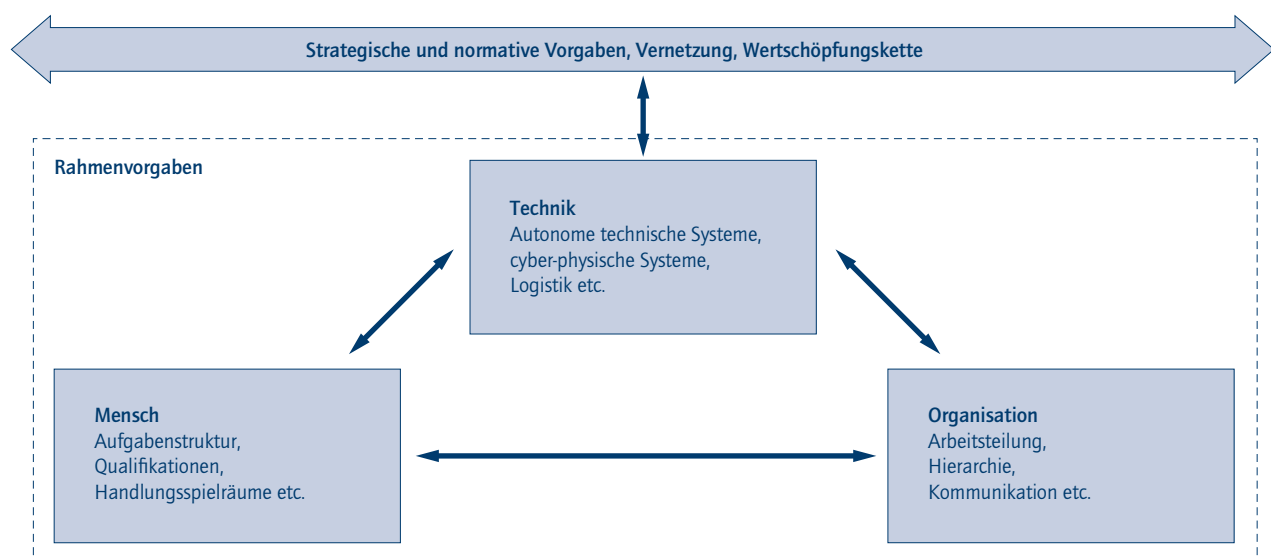 Strategische und normative Vorgaben, Vernetzung, Wertschöpfungskette
Rahmenvorgaben
Technik
Autonome technische Systeme,
cyber-physische Systeme,
Logistik etc.
Mensch
Aufgabenstruktur,
Qualifikationen,
Handlungsspielräume etc.
Organisation
Arbeitsteilung,
Hierarchie,
Kommunikation etc.